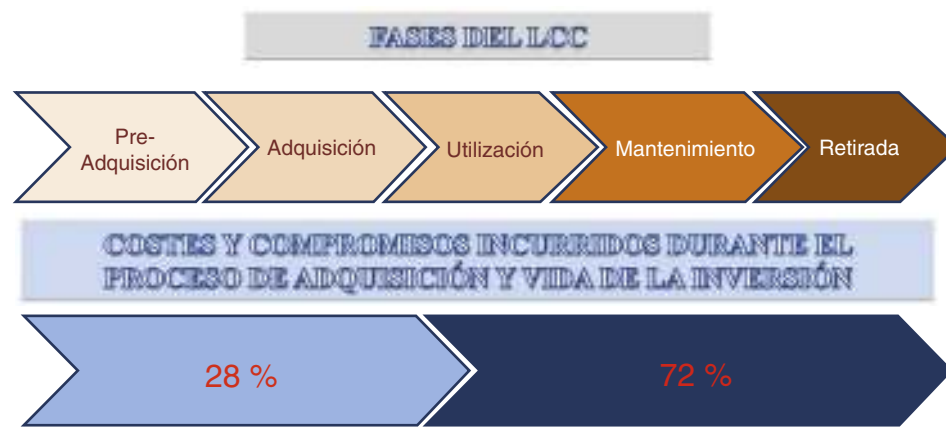 FASES DEL LCC
Pre-
Adquisición
Adquisición
Utilización
Mantenimiento
Retirada
COSTES Y COMPROMISOS INCURRIDOS DURANTE EL
PROCESO DE ADQUISICIÓN Y VIDA DE LA INVERSIÓN
28 %
72 %